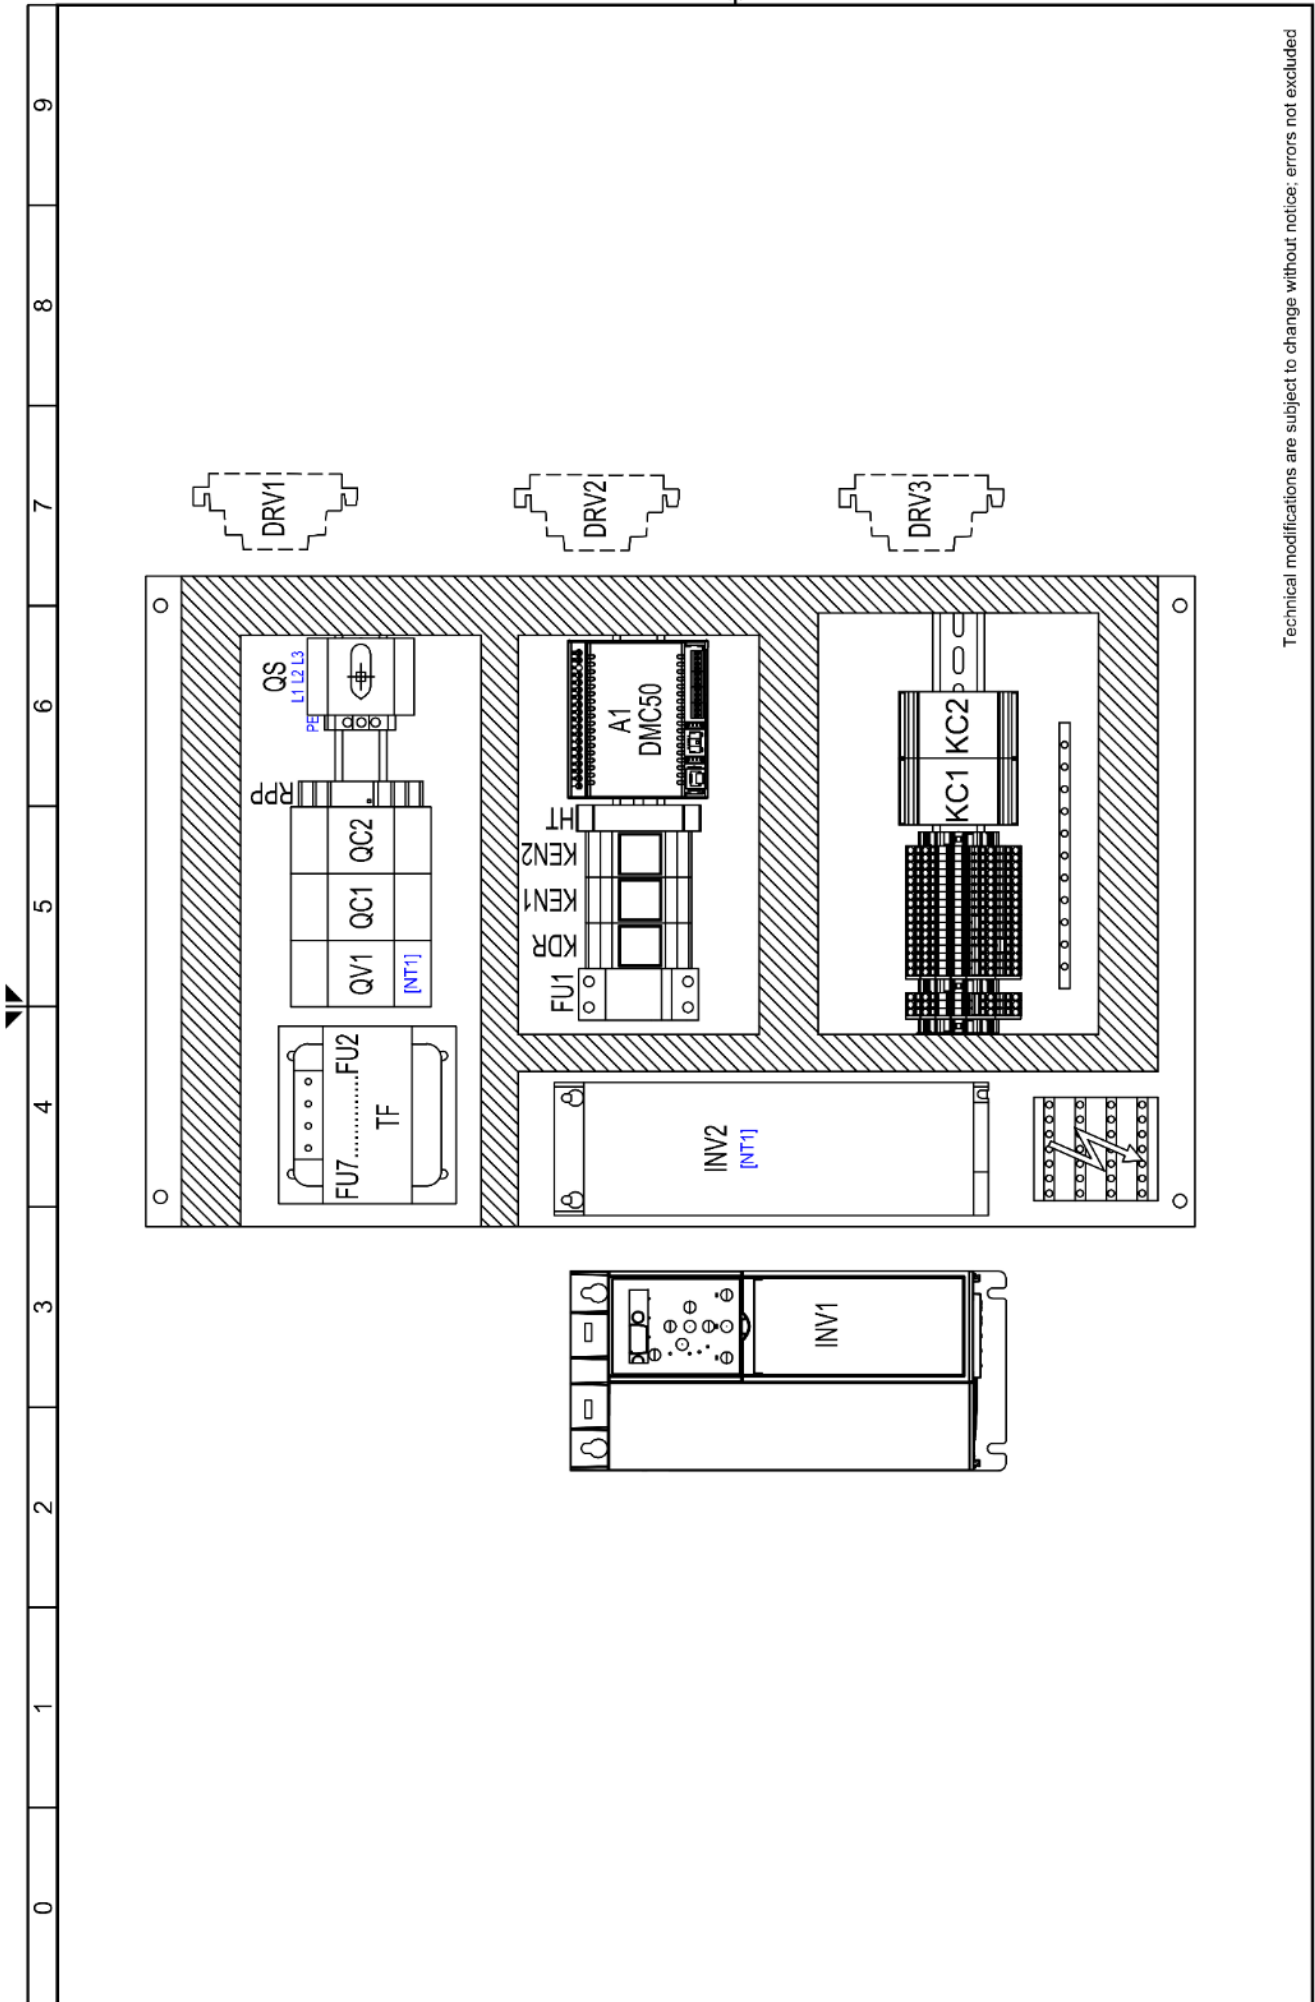 0
1
2
3
4
5
6
7
8
9
FU7..............FU2
TF
QV1
QC1
QC2
[NT1]
RPP
QS
L1 L2 L3
PE
DRV1
FU1
KDR
KEN1
KEN2
HT
A1
DMC50
DRV2
INV2
[NT1]
INV1
KC1
KC2
DRV3
Technical modifications are subject to change without notice; errors not excluded